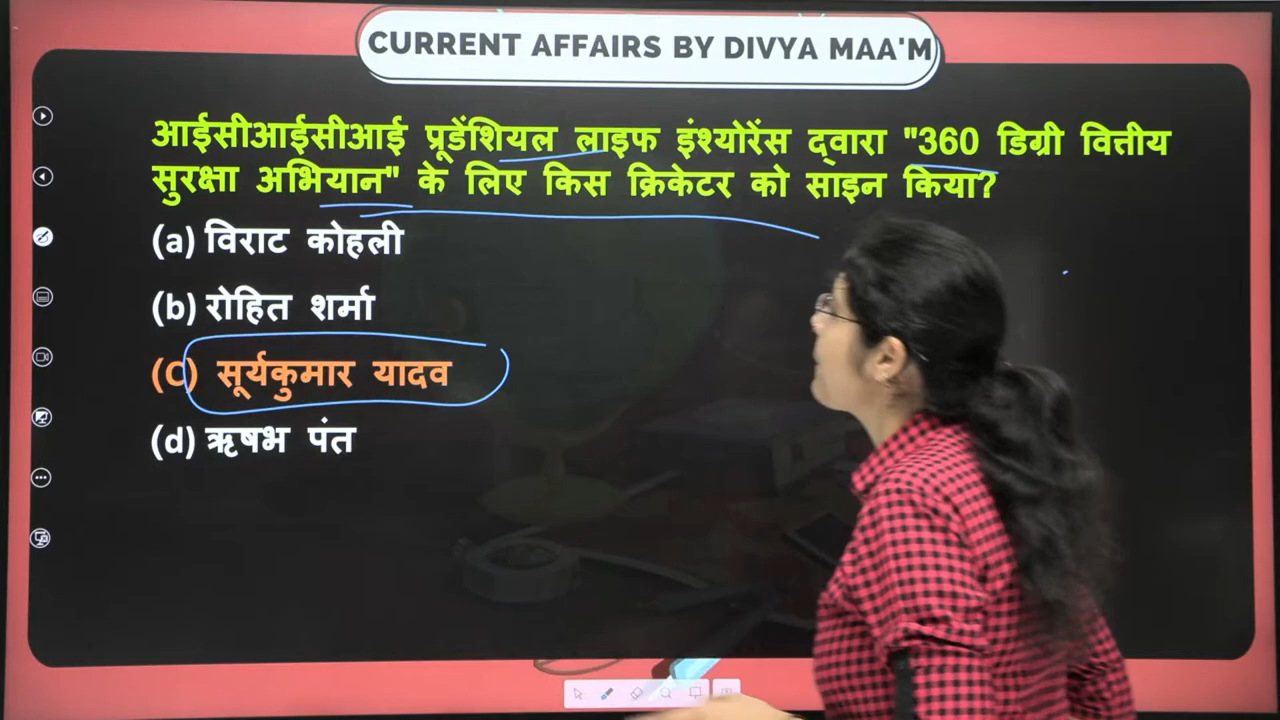 CURRENT AFFAIRS BY DIVYA MAA'M
आईसीआईसीआई प्रूडेंशियल लाइफ इंश्योरेंस द्वारा "360 डिग्री वित्तीय
सुरक्षा अभियान" के लिए किस क्रिकेटर को साइन किया?
(a) विराट कोहली
(b) रोहित शर्मा
(C) सूर्यकुमार यादव
(d) ऋषभ पंत